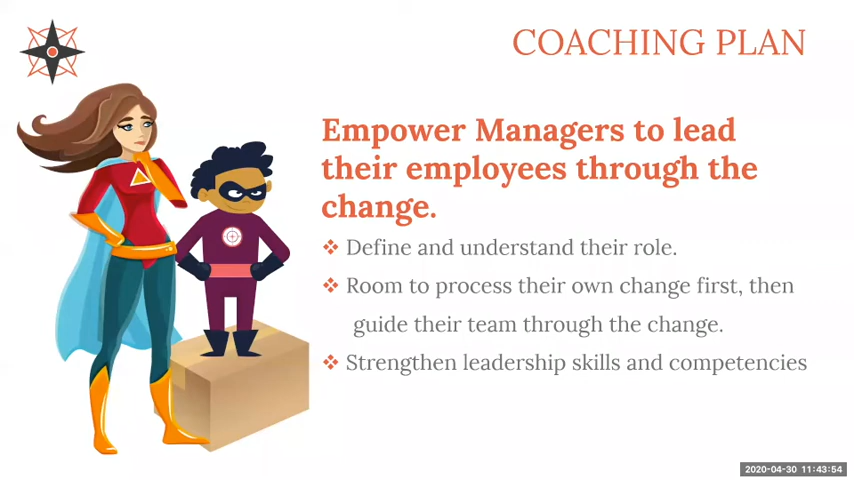 COACHING PLAN
Empower Managers to lead
their employees through the
change.
❖ Define and understand their role.
❖ Room to process their own change first, then
guide their team through the change.
❖ Strengthen leadership skills and competencies
2020-04-30 11:43:54